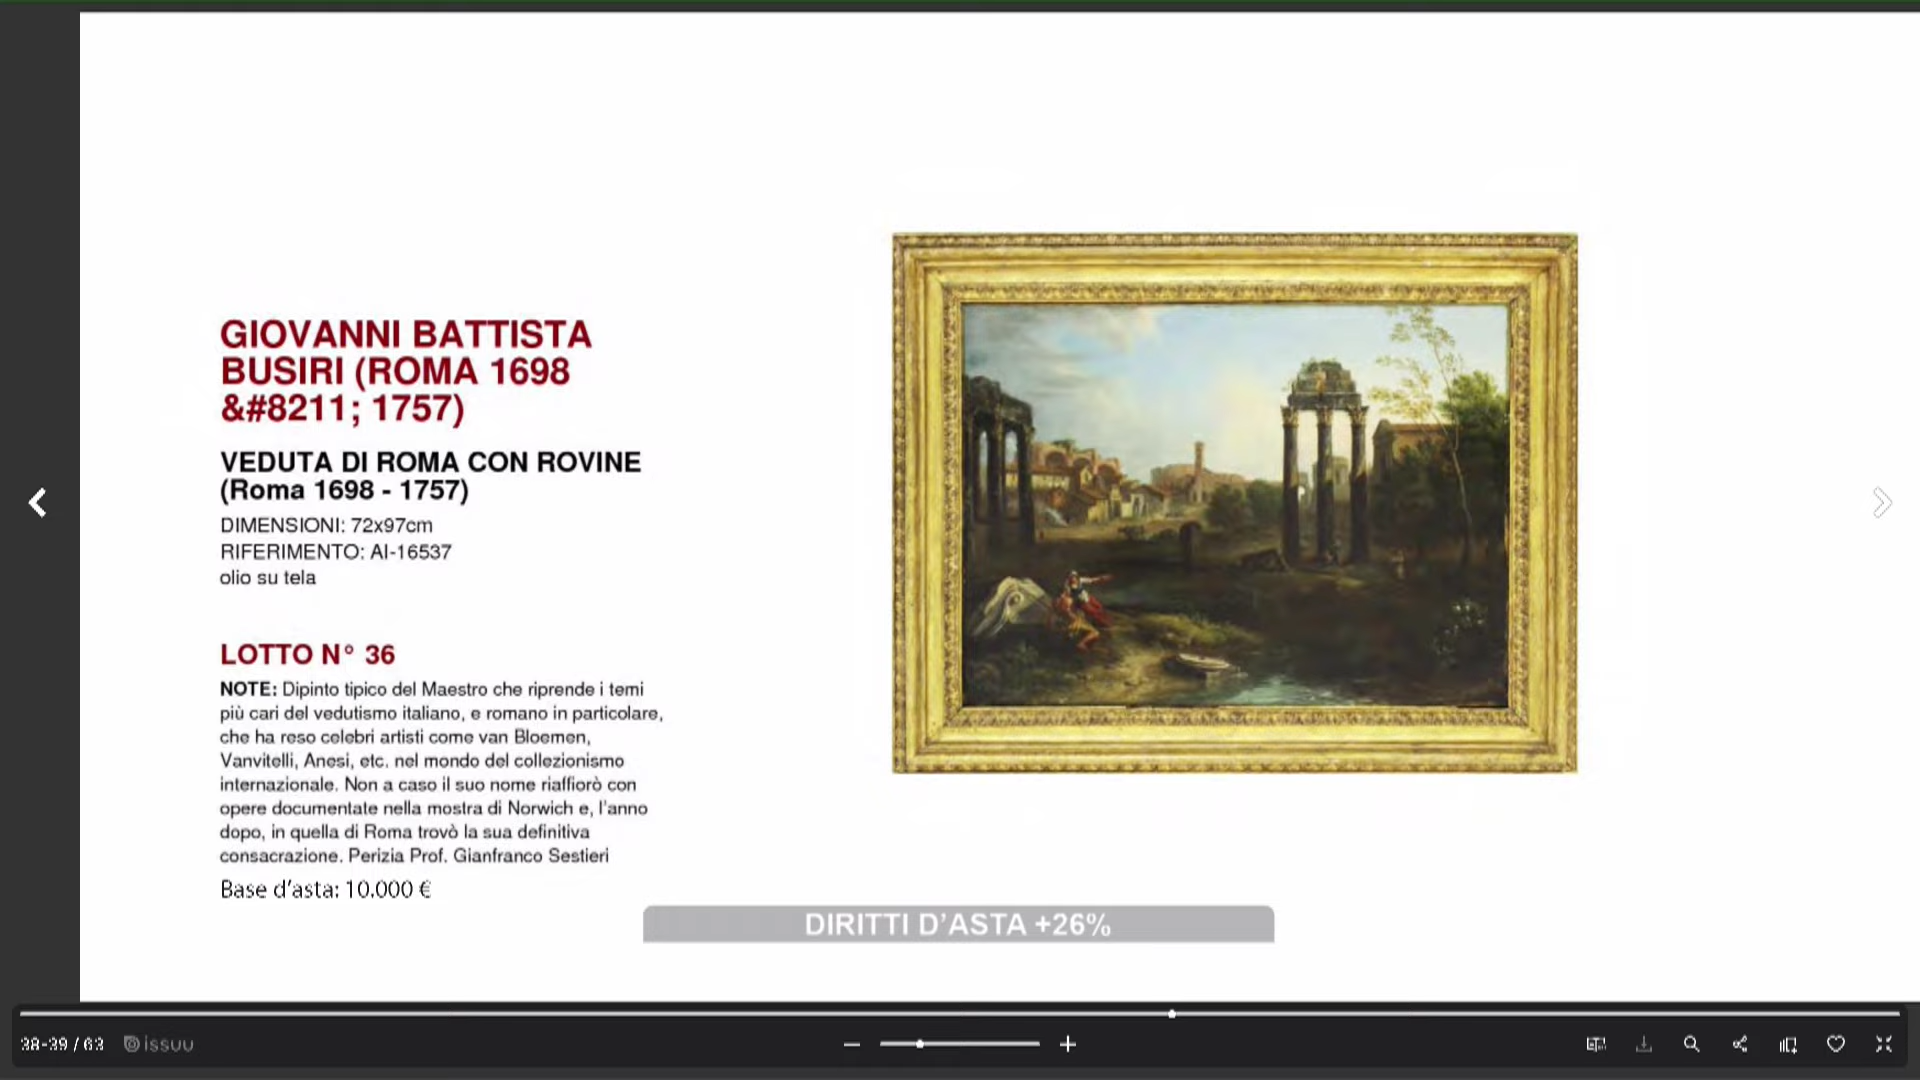 GIOVANNI BATTISTA
BUSIRI (ROMA 1698
&#8211; 1757)
VEDUTA DI ROMA CON ROVINE
(Roma 1698 - 1757)
DIMENSIONI: 72x97cm
RIFERIMENTO: AI-16537
olio su tela
LOTTO N° 36
NOTE: Dipinto tipico del Maestro che riprende i temi
più cari del vedutismo italiano, e romano in particolare,
che ha reso celebri artisti come van Bloemen,
Vanvitelli, Anesi, etc. nel mondo del collezionismo
internazionale. Non a caso il suo nome riaffiorò con
opere documentate nella mostra di Norwich e, l'anno
dopo, in quella di Roma trovò la sua definitiva
consacrazione. Perizia Prof. Gianfranco Sestieri
Base d'asta: 10.000 €
DIRITTI D'ASTA +26%
38-39 / 63 issuu